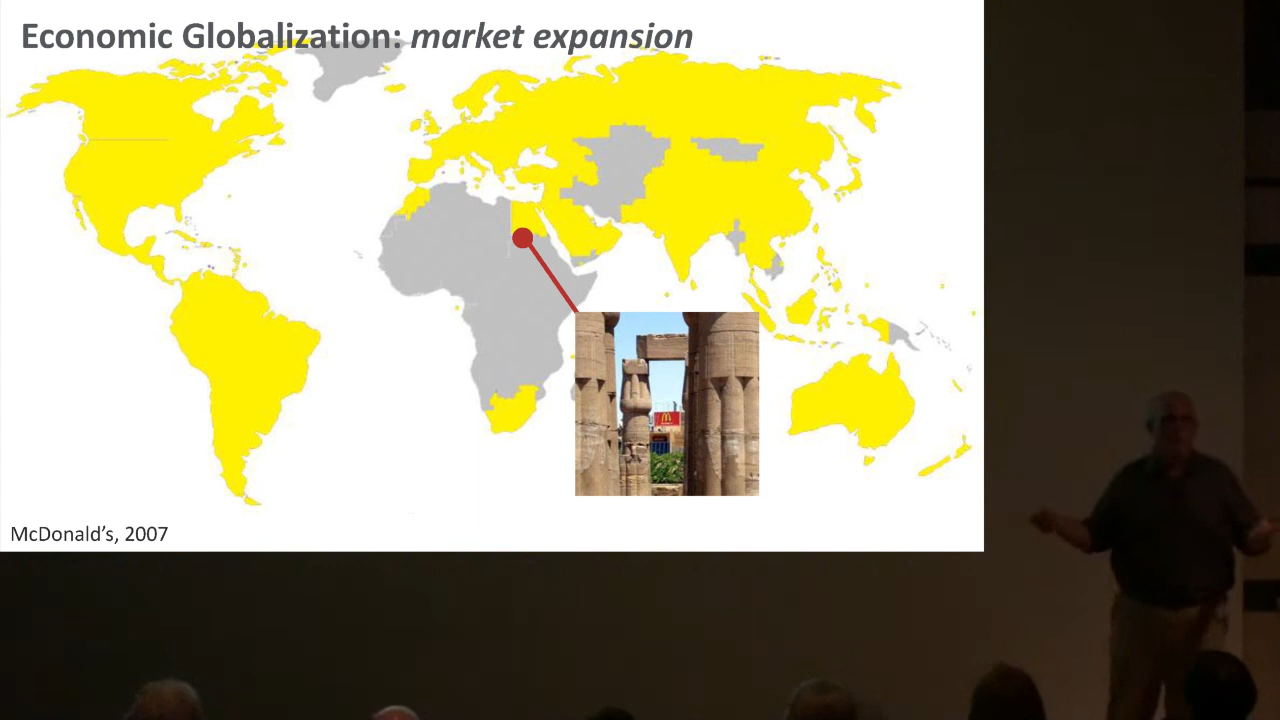 Economic Globalization: market expansion
McDonald's, 2007